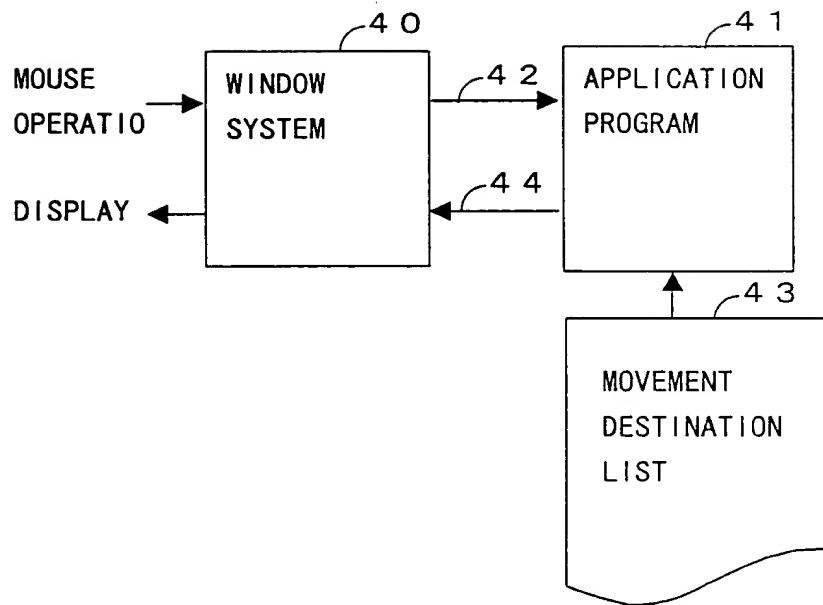 40
41
MOUSE
OPERATIO
WINDOW
SYSTEM
42
APPLICATION
PROGRAM
DISPLAY
44
43
MOVEMENT
DESTINATION
LIST